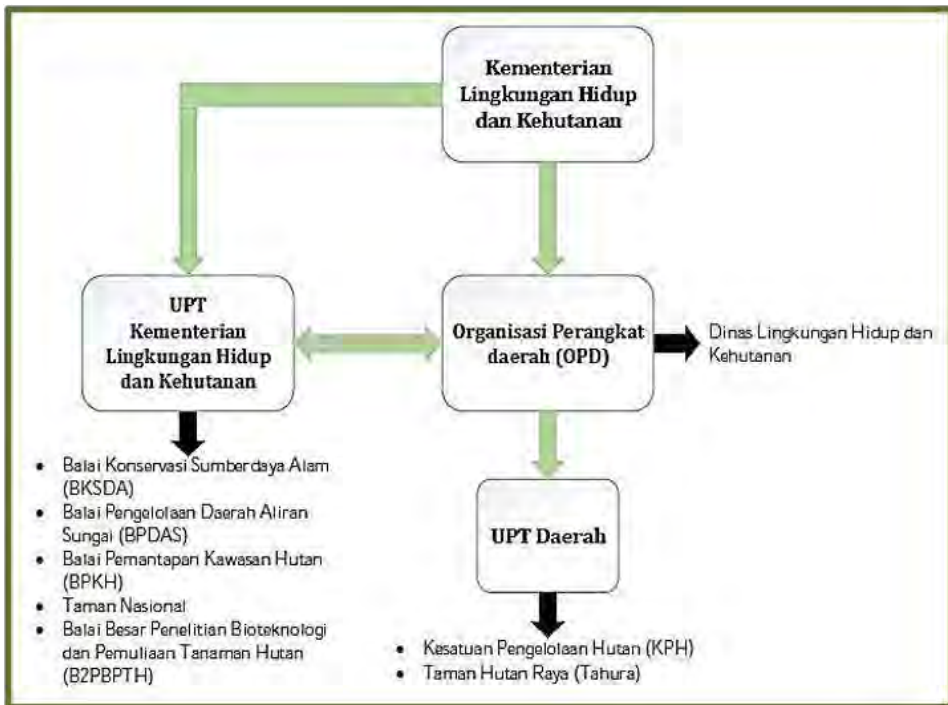 Kementerian
Lingkungan Hidup
dan Kehutanan
UPT
Kementerian
Lingkungan Hidup
dan Kehutanan
Organisasi Perangkat
daerah (OPD)
Dinas Lingkungan Hidup dan
Kehutanan
• Balai Konservasi Sumberdaya Alam
(BKSDA)
• Balai Pengelolaan Daerah Aliran
Sungai (BPDAS)
• Balai Pemantapan Kawasan Hutan
(BPKH)
• Taman Nasional
• Balai Besar Penelitian Bioteknologi
dan Pemuliaan Tanaman Hutan
(B2PBPTH)
UPT Daerah
• Kesatuan Pengelolaan Hutan (KPH)
• Taman Hutan Raya (Tahura)